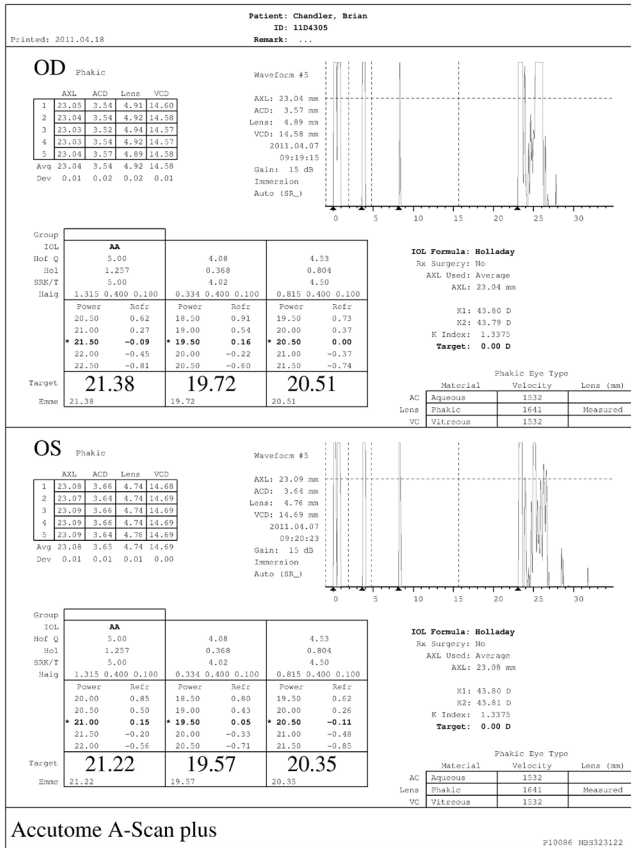 Patient: Chandler, Brian
ID: 11D4305
Printed: 2011.04.18 Remark: ...
OD Phakic
AXL ACD Lens VCD
1 23.05 3.54 4.91 14.60
2 23.04 3.54 4.92 14.58
3 23.03 3.52 4.94 14.57
4 23.03 3.54 4.92 14.57
5 23.04 3.57 4.89 14.58
Avg 23.04 3.54 4.92 14.58
Dev 0.01 0.02 0.02 0.01
Waveform #5
AXL: 23.04 mm
ACD: 3.57 mm
Lens: 4.89 mm
VCD: 14.58 mm
2011.04.07
09:19:15
Gain: 15 dB
Immersion
Auto (SR_)
0 5 10 15 20 25 30
Group
IOL AA
Hof Q 5.00 4.08 4.53
Hol 1.257 0.368 0.804
SRK/T 5.00 4.02 4.50
Haig 1.315 0.400 0.100 0.334 0.400 0.100 0.815 0.400 0.100
Power Refr Power Refr Power Refr
20.50 0.62 18.50 0.91 19.50 0.73
21.00 0.27 19.00 0.54 20.00 0.37
* 21.50 -0.09 * 19.50 0.16 * 20.50 0.00
22.00 -0.45 20.00 -0.22 21.00 -0.37
22.50 -0.81 20.50 -0.60 21.50 -0.74
Target 21.38 19.72 20.51
Emme 21.38 19.72 20.51
IOL Formula: Holladay
Rx Surgery: No
AXL Used: Average
AXL: 23.04 mm
K1: 43.80 D
K2: 43.79 D
K Index: 1.3375
Target: 0.00 D
Phakic Eye Type
Material Velocity Lens (mm)
AC Aqueous 1532
Lens Phakic 1641 Measured
VC Vitreous 1532
OS Phakic
AXL ACD Lens VCD
1 23.08 3.66 4.74 14.68
2 23.07 3.64 4.74 14.69
3 23.09 3.66 4.74 14.69
4 23.09 3.66 4.74 14.69
5 23.09 3.64 4.76 14.69
Avg 23.08 3.65 4.74 14.69
Dev 0.01 0.01 0.01 0.00
Waveform #5
AXL: 23.09 mm
ACD: 3.64 mm
Lens: 4.76 mm
VCD: 14.69 mm
2011.04.07
09:20:23
Gain: 15 dB
Immersion
Auto (SR_)
0 5 10 15 20 25 30
Group
IOL AA
Hof Q 5.00 4.08 4.53
Hol 1.257 0.368 0.804
SRK/T 5.00 4.02 4.50
Haig 1.315 0.400 0.100 0.334 0.400 0.100 0.815 0.400 0.100
Power Refr Power Refr Power Refr
20.00 0.85 18.50 0.80 19.50 0.62
20.50 0.50 19.00 0.43 20.00 0.26
* 21.00 0.15 * 19.50 0.05 * 20.50 -0.11
21.50 -0.20 20.00 -0.33 21.00 -0.48
22.00 -0.56 20.50 -0.71 21.50 -0.85
Target 21.22 19.57 20.35
Emme 21.22 19.57 20.35
IOL Formula: Holladay
Rx Surgery: No
AXL Used: Average
AXL: 23.08 mm
K1: 43.80 D
K2: 43.81 D
K Index: 1.3375
Target: 0.00 D
Phakic Eye Type
Material Velocity Lens (mm)
AC Aqueous 1532
Lens Phakic 1641 Measured
VC Vitreous 1532
Accutome A-Scan plus
P10086 NBS323122